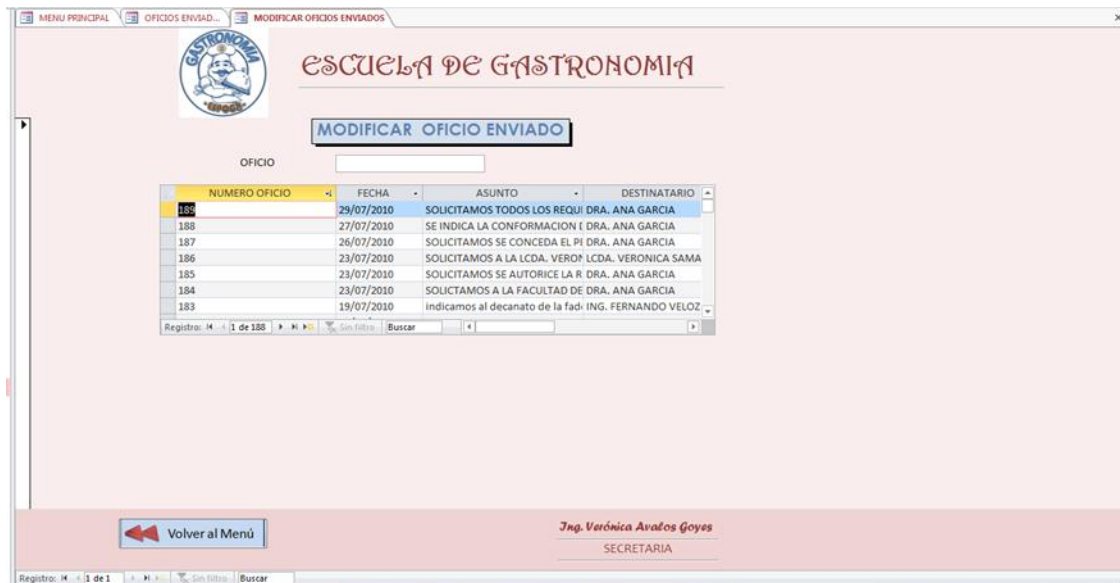 MENU PRINCIPAL OFICIOS ENVIAD... MODIFICAR OFICIOS ENVIADOS
GASTRONOMIA
"ESPOCH"
ESCUELA DE GASTRONOMIA
MODIFICAR OFICIO ENVIADO
OFICIO
NUMERO OFICIO FECHA ASUNTO DESTINATARIO
189 29/07/2010 SOLICITAMOS TODOS LOS REQUI DRA. ANA GARCIA
188 27/07/2010 SE INDICA LA CONFORMACION D DRA. ANA GARCIA
187 26/07/2010 SOLICITAMOS SE CONCEDA EL PE DRA. ANA GARCIA
186 23/07/2010 SOLICITAMOS A LA LCDA. VERON LCDA. VERONICA SAMA
185 23/07/2010 SOLICITAMOS SE AUTORICE LA R DRA. ANA GARCIA
184 23/07/2010 SOLICTAMOS A LA FACULTAD DE DRA. ANA GARCIA
183 19/07/2010 indicamos al decanato de la fad ING. FERNANDO VELOZ
Registro: 1 de 188 Sin filtro Buscar
Volver al Menú
Ing. Verónica Avalos Goyes
SECRETARIA
Registro: 1 de 1 Sin filtro Buscar